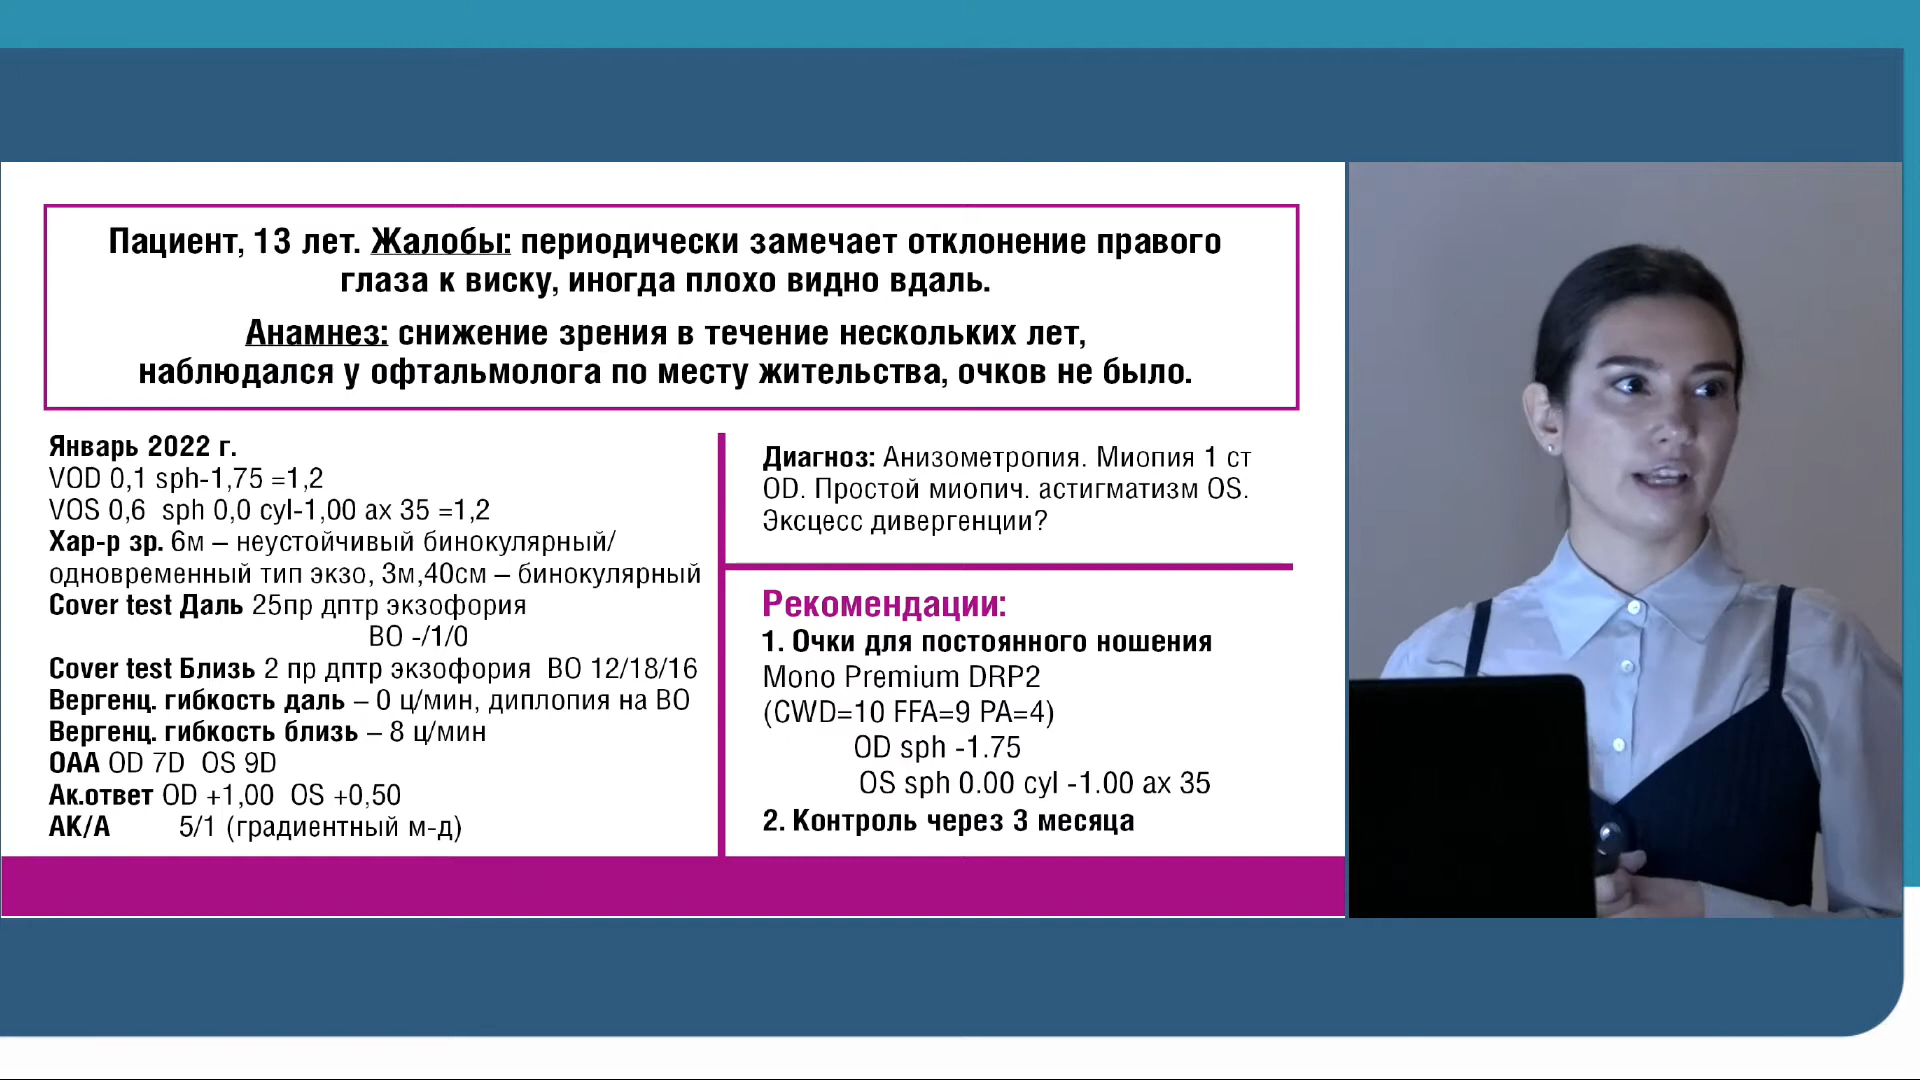 Пациент, 13 лет. Жалобы: периодически замечает отклонение правого
глаза к виску, иногда плохо видно вдаль.
Анамнез: снижение зрения в течение нескольких лет,
наблюдался у офтальмолога по месту жительства, очков не было.
Январь 2022 г.
VOD 0,1 sph-1,75 =1,2
VOS 0,6 sph 0,0 cyl-1,00 ax 35 =1,2
Хар-р зр. 6м – неустойчивый бинокулярный/
одновременный тип экзо, 3м,40см – бинокулярный
Cover test Даль 25пр дптр экзофория
ВО -/1/0
Cover test Близь 2 пр дптр экзофория ВО 12/18/16
Вергенц. гибкость даль – 0 ц/мин, диплопия на ВО
Вергенц. гибкость близь – 8 ц/мин
ОАА OD 7D OS 9D
Ак.ответ OD +1,00 OS +0,50
АК/А 5/1 (градиентный м-д)
Диагноз: Анизометропия. Миопия 1 ст
OD. Простой миопич. астигматизм OS.
Эксцесс дивергенции?
Рекомендации:
1. Очки для постоянного ношения
Mono Premium DRP2
(CWD=10 FFA=9 PA=4)
OD sph -1.75
OS sph 0.00 cyl -1.00 ax 35
2. Контроль через 3 месяца